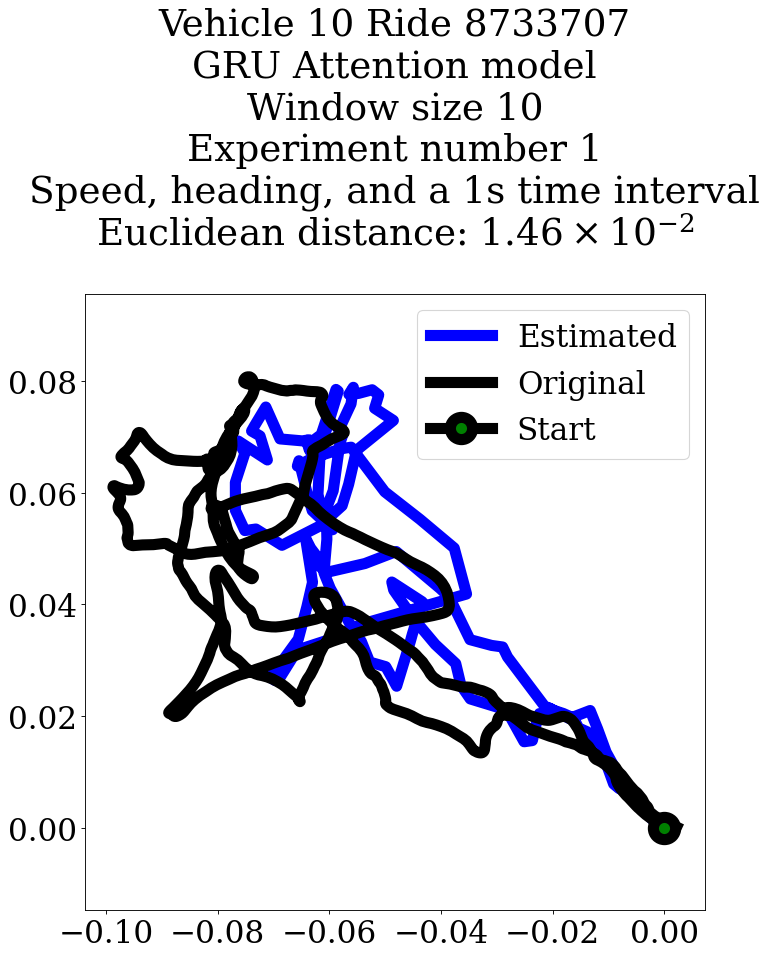 Vehicle 10 Ride 8733707
GRU Attention model
Window size 10
Experiment number 1
Speed, heading, and a 1s time interval
Euclidean distance: 1.46 × 10⁻²
Estimated
Original
Start
0.08
0.06
0.04
0.02
0.00
−0.10 −0.08 −0.06 −0.04 −0.02 0.00